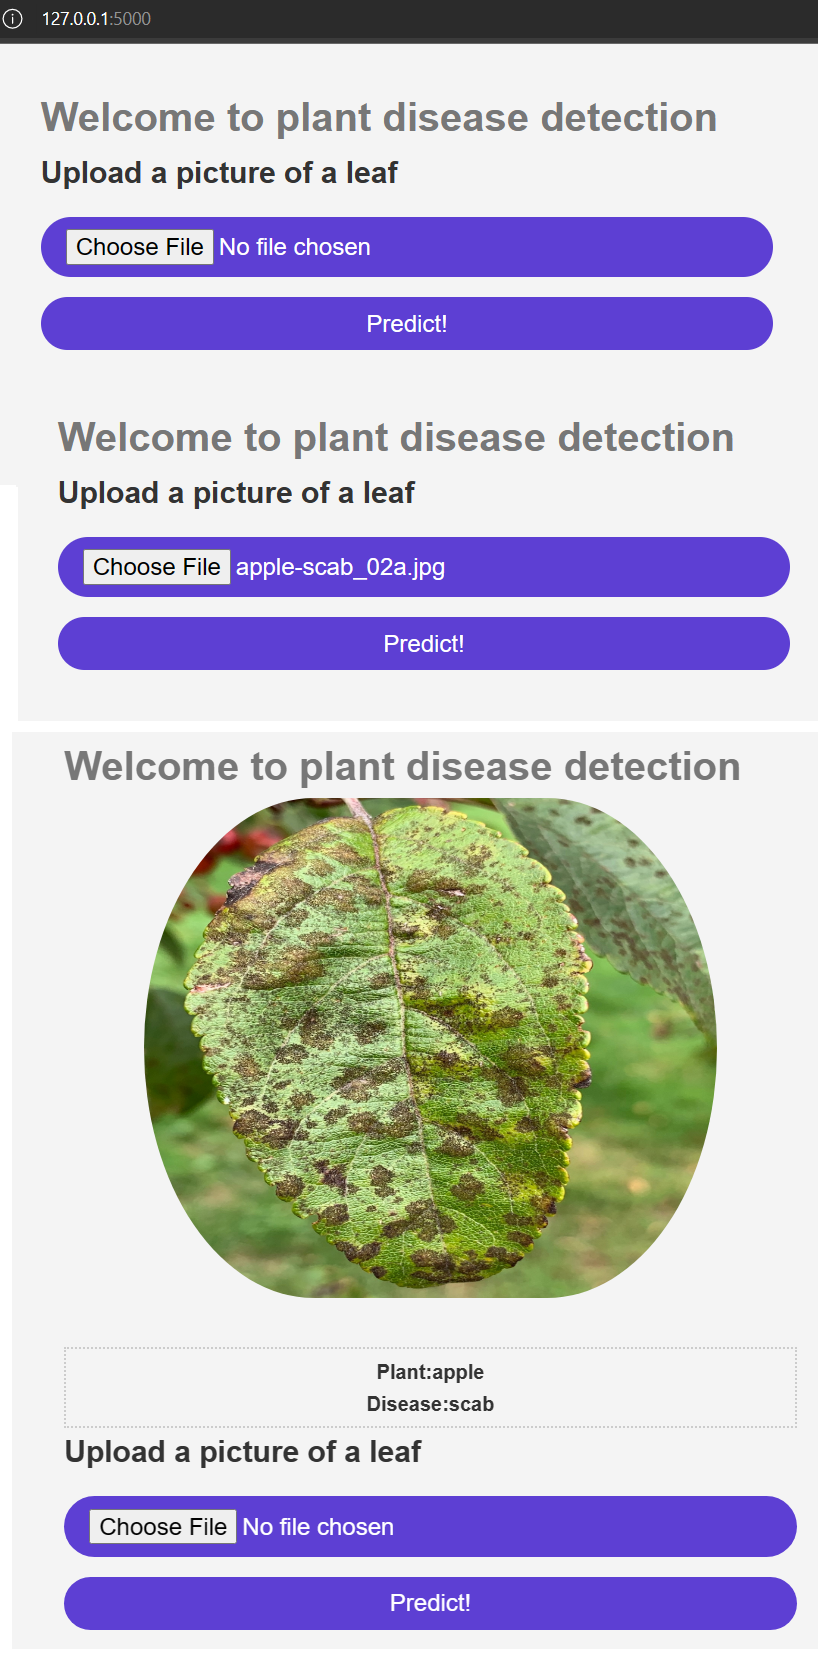 127.0.0.1:5000
Welcome to plant disease detection
Upload a picture of a leaf
Choose File No file chosen
Predict!
Welcome to plant disease detection
Upload a picture of a leaf
Choose File apple-scab_02a.jpg
Predict!
Welcome to plant disease detection
Plant:apple
Disease:scab
Upload a picture of a leaf
Choose File No file chosen
Predict!